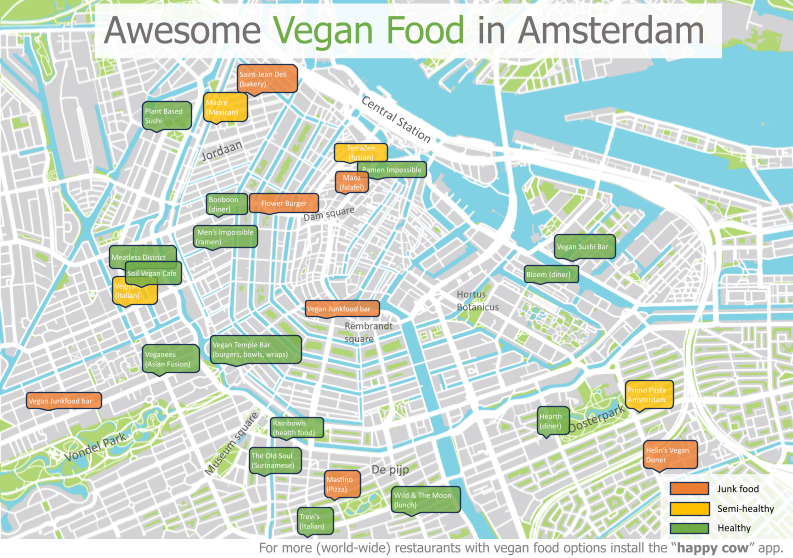 Awesome Vegan Food in Amsterdam
Saint-Jean Deli
(bakery)
Madre
(Mexican)
Plant Based
Sushi
Central Station
Jordaan
TerraZen
(fusion)
Ramen Impossible
Maoz
(falafel)
Bonboon
(diner)
Flower Burger
Dam square
Men's Impossible
(ramen)
Vegan Sushi Bar
Meatless District
Soil Vegan Cafe
(Italian)
Bloem (diner)
Hortus
Botanicus
Vegan Junkfood bar
Rembrandt
square
Vegan Temple Bar
(burgers, bowls, wraps)
Veganees
(Asian Fusion)
Vegan Junkfood bar
Primo Pasta
Amsterdam
Hearth
(diner)
Oosterpark
Rainbowls
(health food)
Museum square
Vondel Park
The Old Soul
(Surinamese)
Helin's Vegan
Doner
De pijp
Mastino
(Pizza)
Wild & The Moon
(lunch)
Trevi's
(Italian)
Junk food
Semi-healthy
Healthy
For more (world-wide) restaurants with vegan food options install the "happy cow" app.